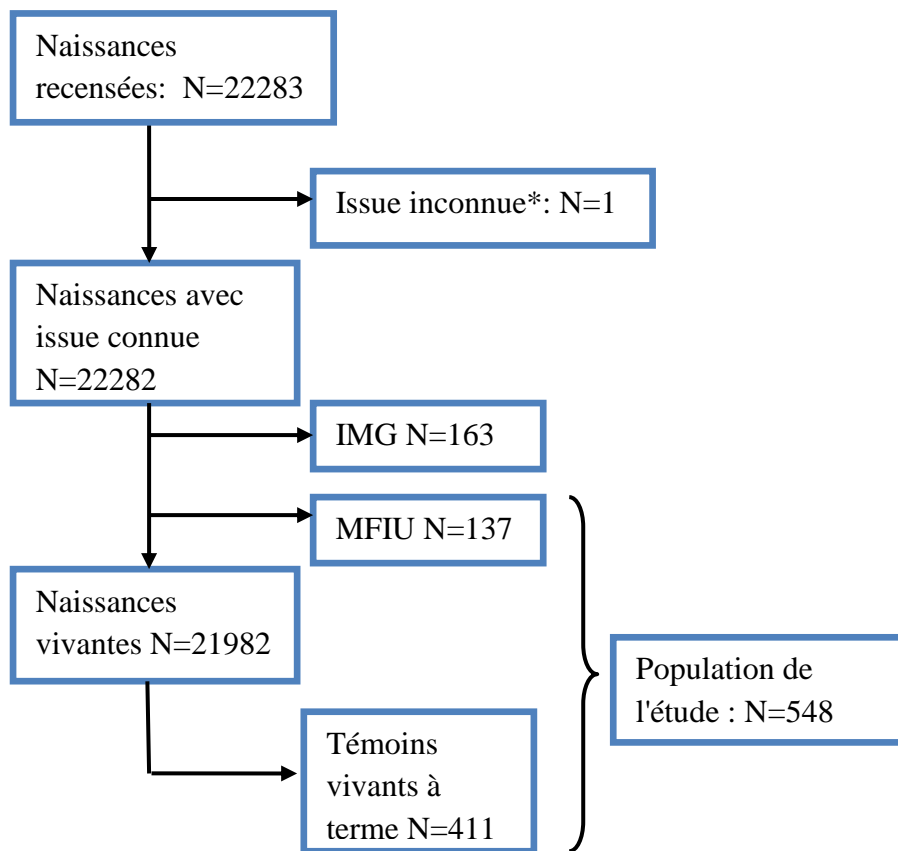 Naissances
recensées: N=22283
Issue inconnue*: N=1
Naissances avec
issue connue
N=22282
IMG N=163
MFIU N=137
Naissances
vivantes N=21982
Population de
l'étude : N=548
Témoins
vivants à
terme N=411